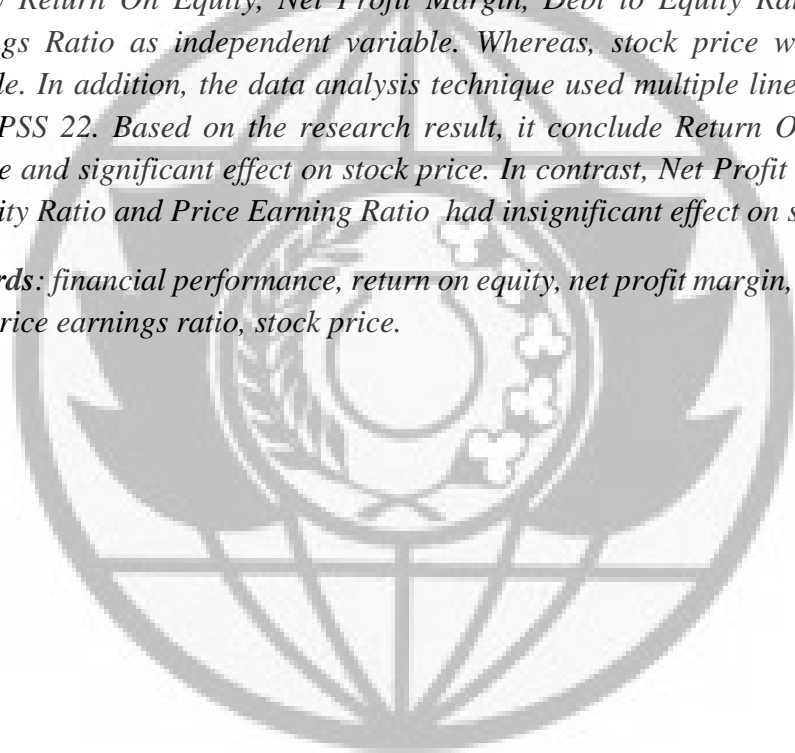 Return On Equity, Net Profit Margin, Debt to Equity Ra
ngs Ratio as independent variable. Whereas, stock price w
le. In addition, the data analysis technique used multiple line
PSS 22. Based on the research result, it conclude Return O
e and significant effect on stock price. In contrast, Net Profit
ity Ratio and Price Earning Ratio had insignificant effect on s
rds: financial performance, return on equity, net profit margin,
rice earnings ratio, stock price.